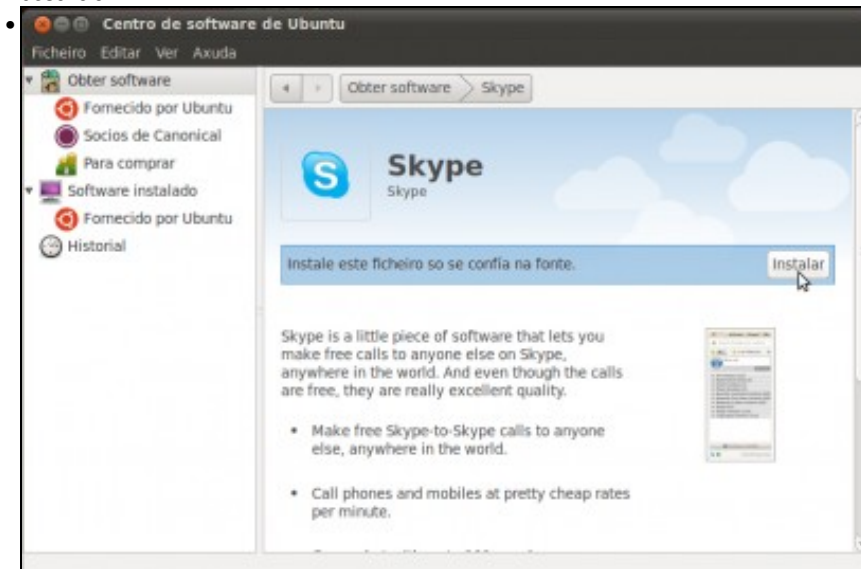 Centro de software de Ubuntu
Ficheiro Editar Ver Axuda
Obter software
Fornecido por Ubuntu
Socios de Canonical
Para comprar
Software instalado
Fornecido por Ubuntu
Historial
Obter software Skype
Skype
Skype
Instale este ficheiro so se confía na fonte. Instalar
Skype is a little piece of software that lets you
make free calls to anyone else on Skype,
anywhere in the world. And even though the calls
are free, they are really excellent quality.
• Make free Skype-to-Skype calls to anyone
else, anywhere in the world.
• Call phones and mobiles at pretty cheap rates
per minute.